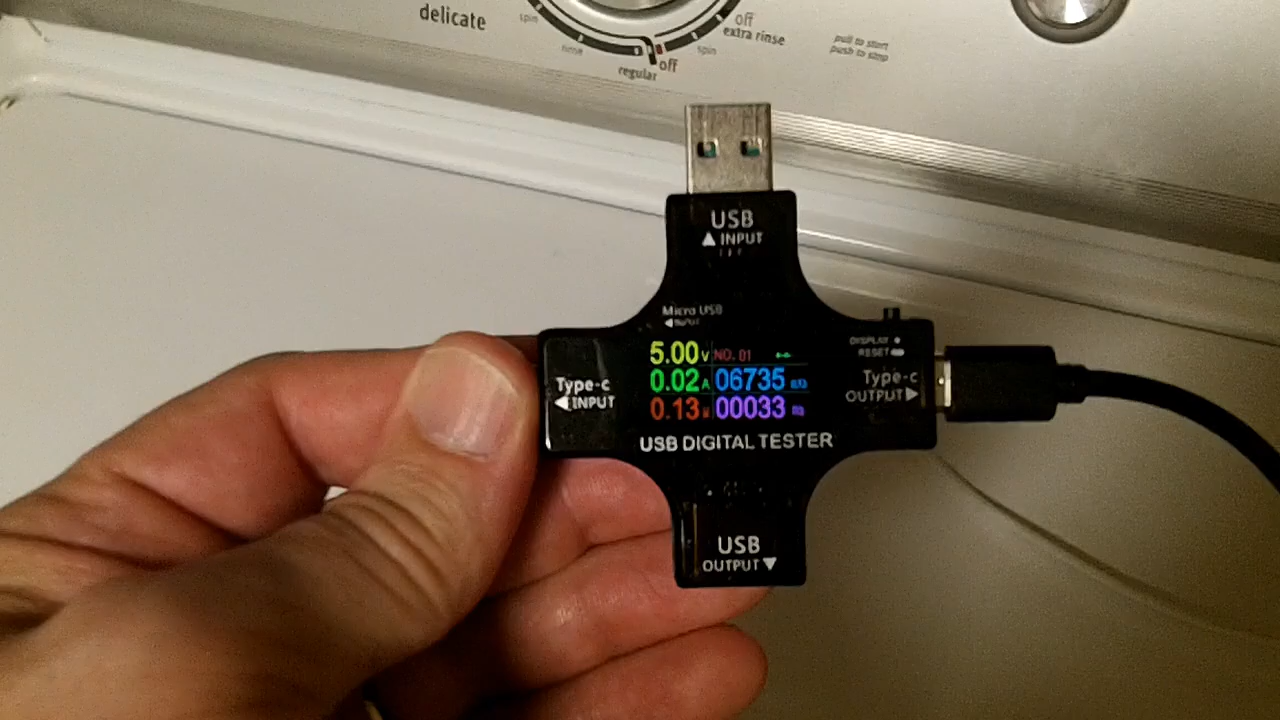 delicate
spin
time
regular
off
spin
off
extra rinse
pull to start
push to stop
USB
▲ INPUT
Micro USB
◀ INPUT
DISPLAY
RESET
5.00V NO.01
0.02A 06735
0.13W 00033
Type-c
◀INPUT
Type-c
OUTPUT▶
USB DIGITAL TESTER
USB
OUTPUT▼